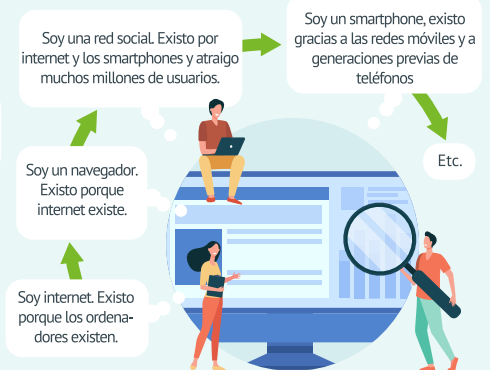 Soy un smartphone, existo
gracias a las redes móviles y a
generaciones previas de
teléfonos
Soy una red social. Existo por
internet y los smartphones y atraigo
muchos millones de usuarios.
Etc.
Soy un navegador.
Existo porque
internet existe.
Soy internet. Existo
porque los ordena-
dores existen.